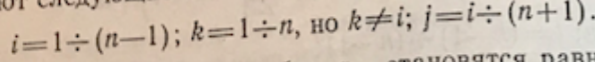 i=1÷(n—1); k=1÷n, но k≠i; j=i÷(n+1).